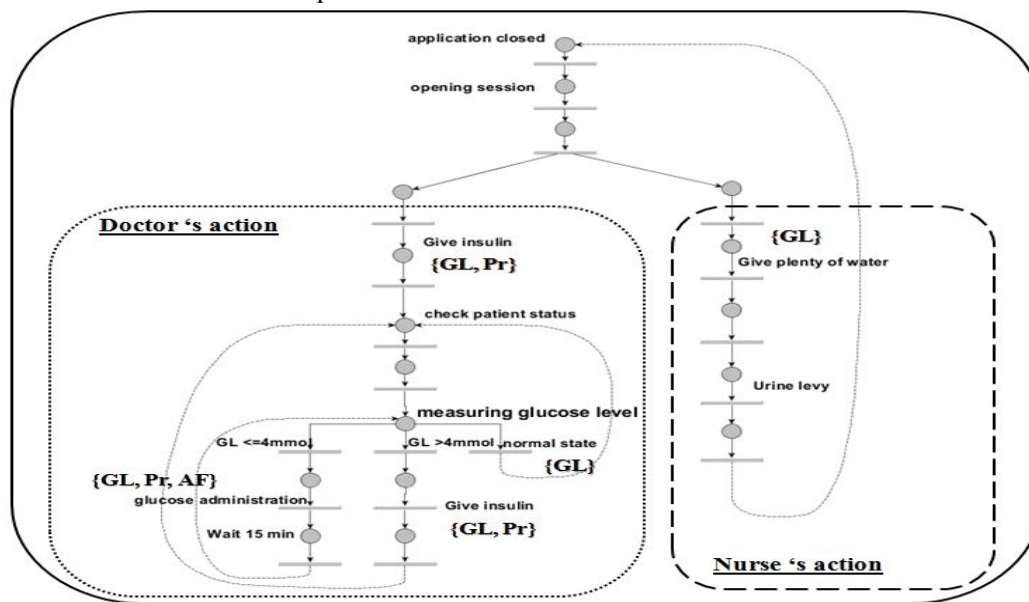 application closed
opening session
Doctor ‘s action
Give insulin
{GL, Pr}
check patient status
measuring glucose level
GL <=4mmol
GL >4mmol
normal state
{GL}
{GL, Pr, AF}
glucose administration
Give insulin
Wait 15 min
{GL, Pr}
{GL}
Give plenty of water
Urine levy
Nurse ‘s action